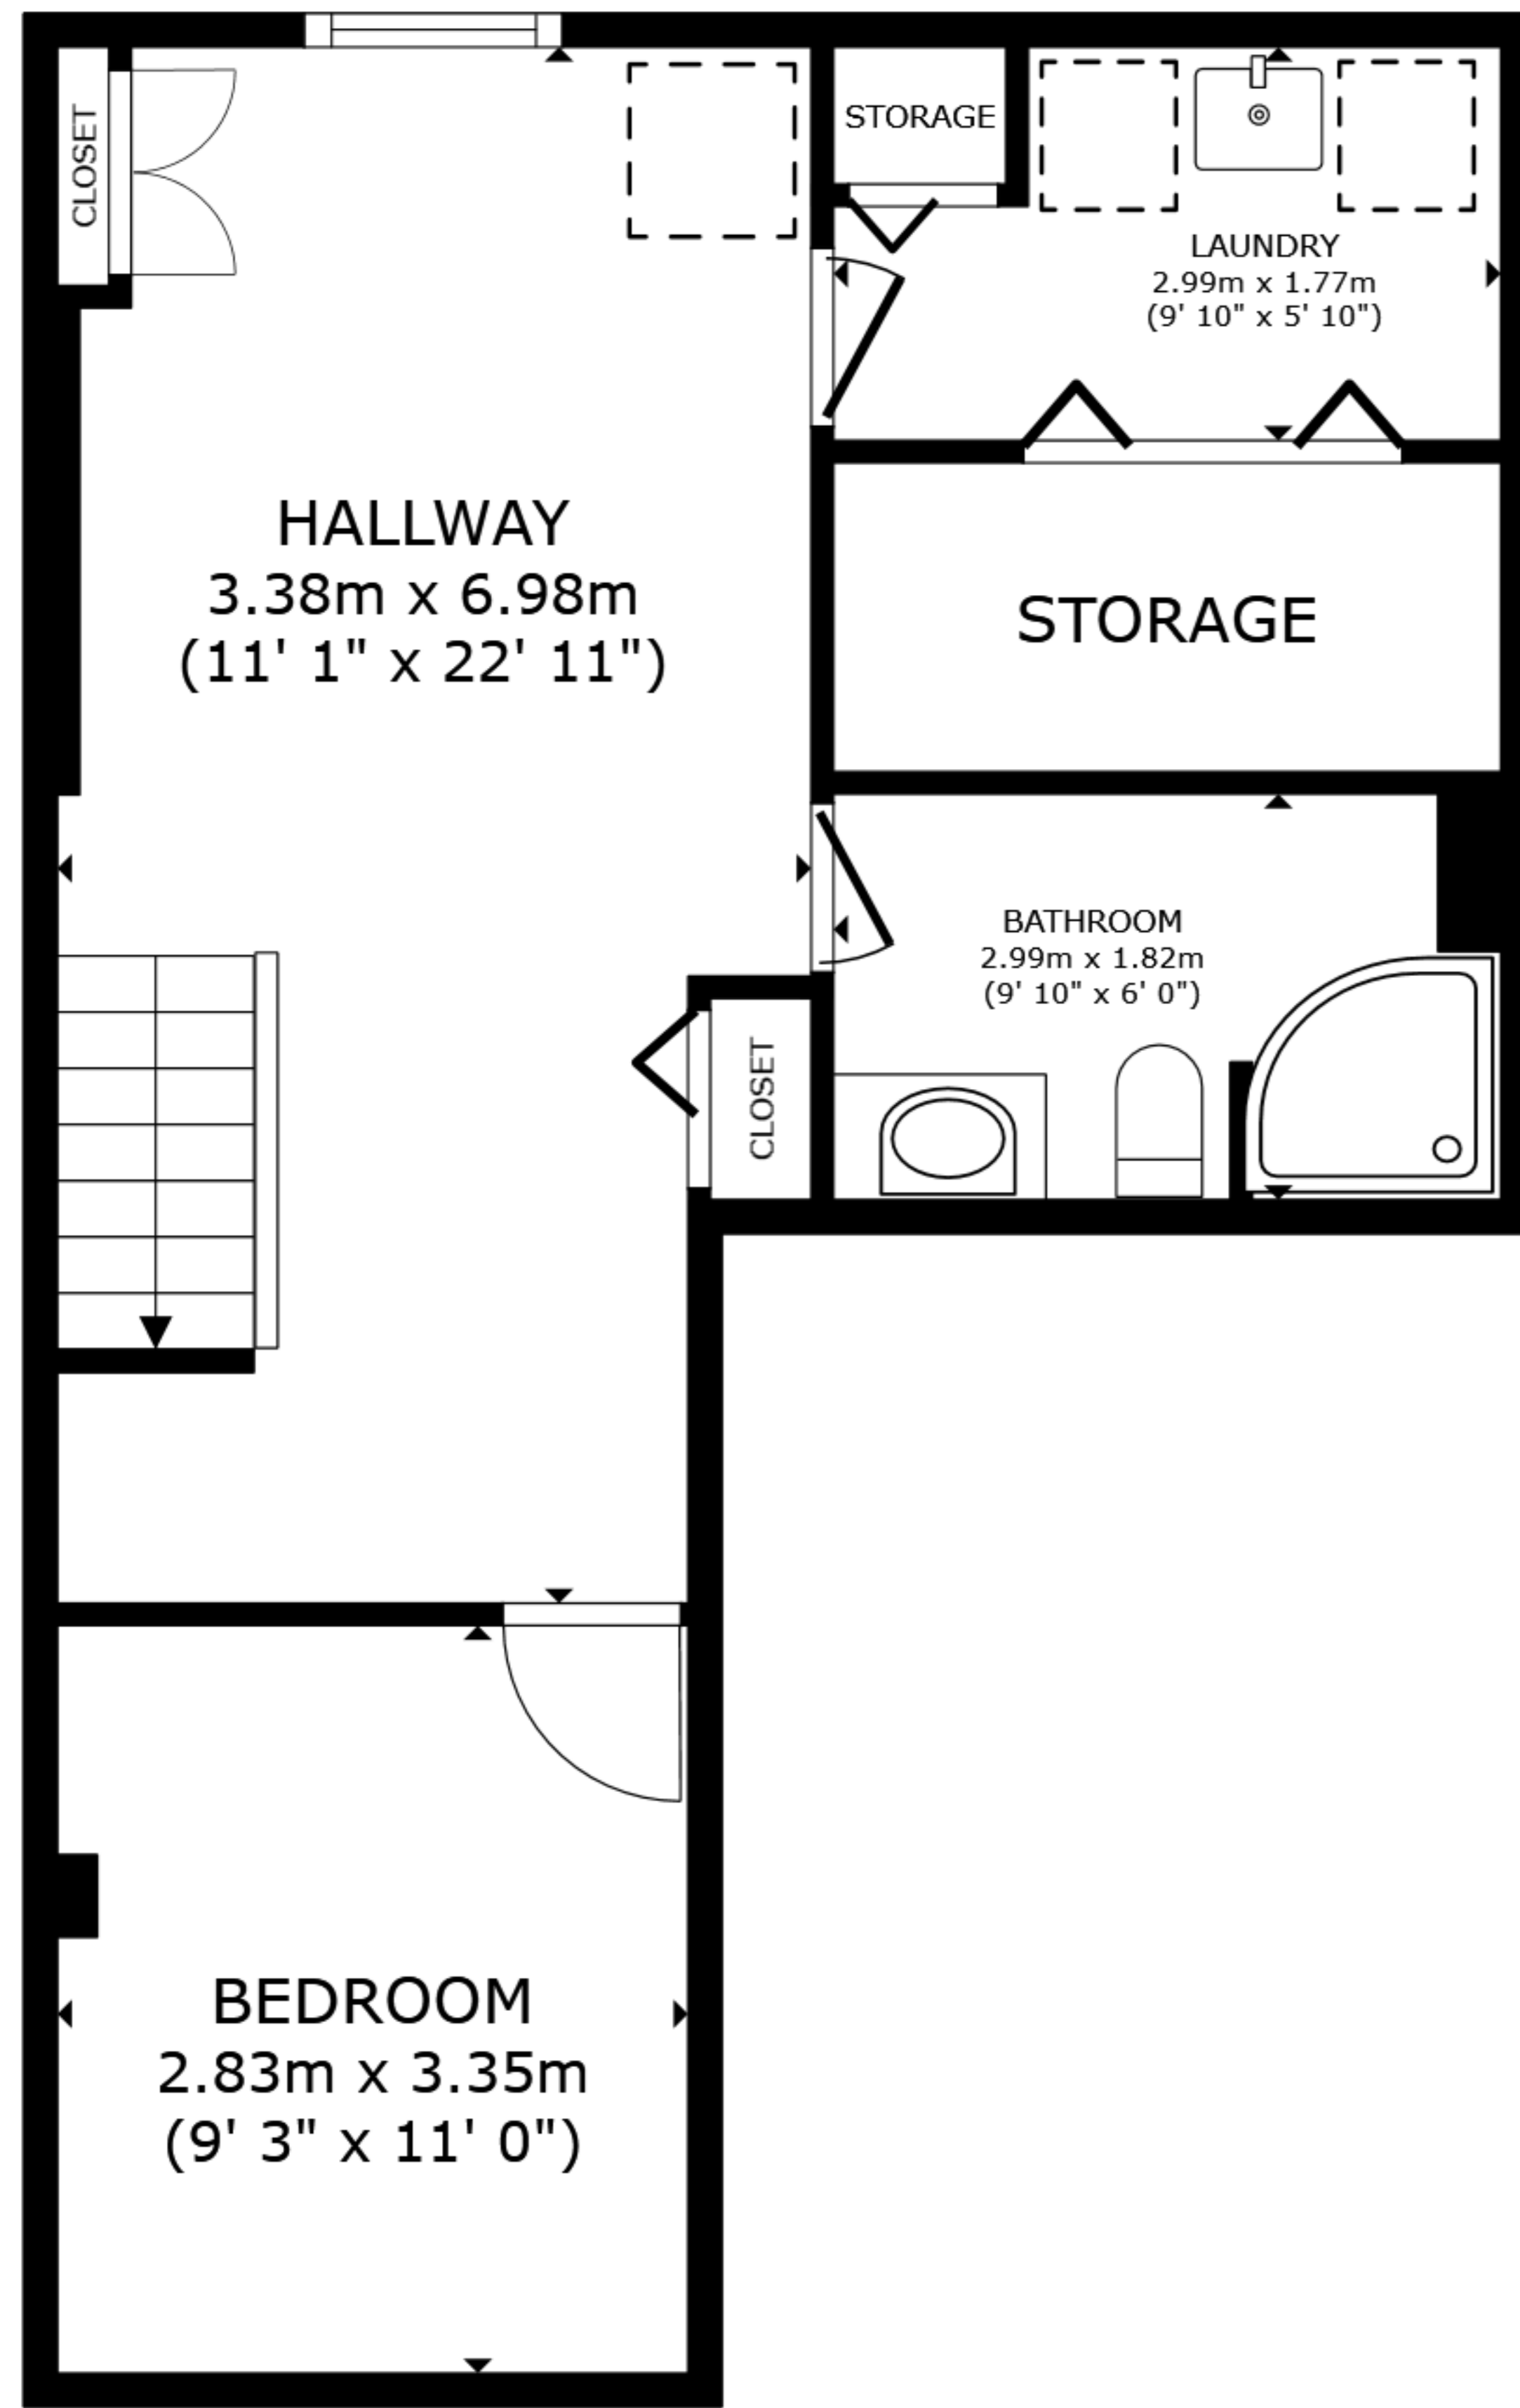 CLOSET
STORAGE
LAUNDRY
2.99m x 1.77m
(9' 10" x 5' 10")
HALLWAY
3.38m x 6.98m
(11' 1" x 22' 11")
STORAGE
BATHROOM
2.99m x 1.82m
(9' 10" x 6' 0")
CLOSET
BEDROOM
2.83m x 3.35m
(9' 3" x 11' 0")